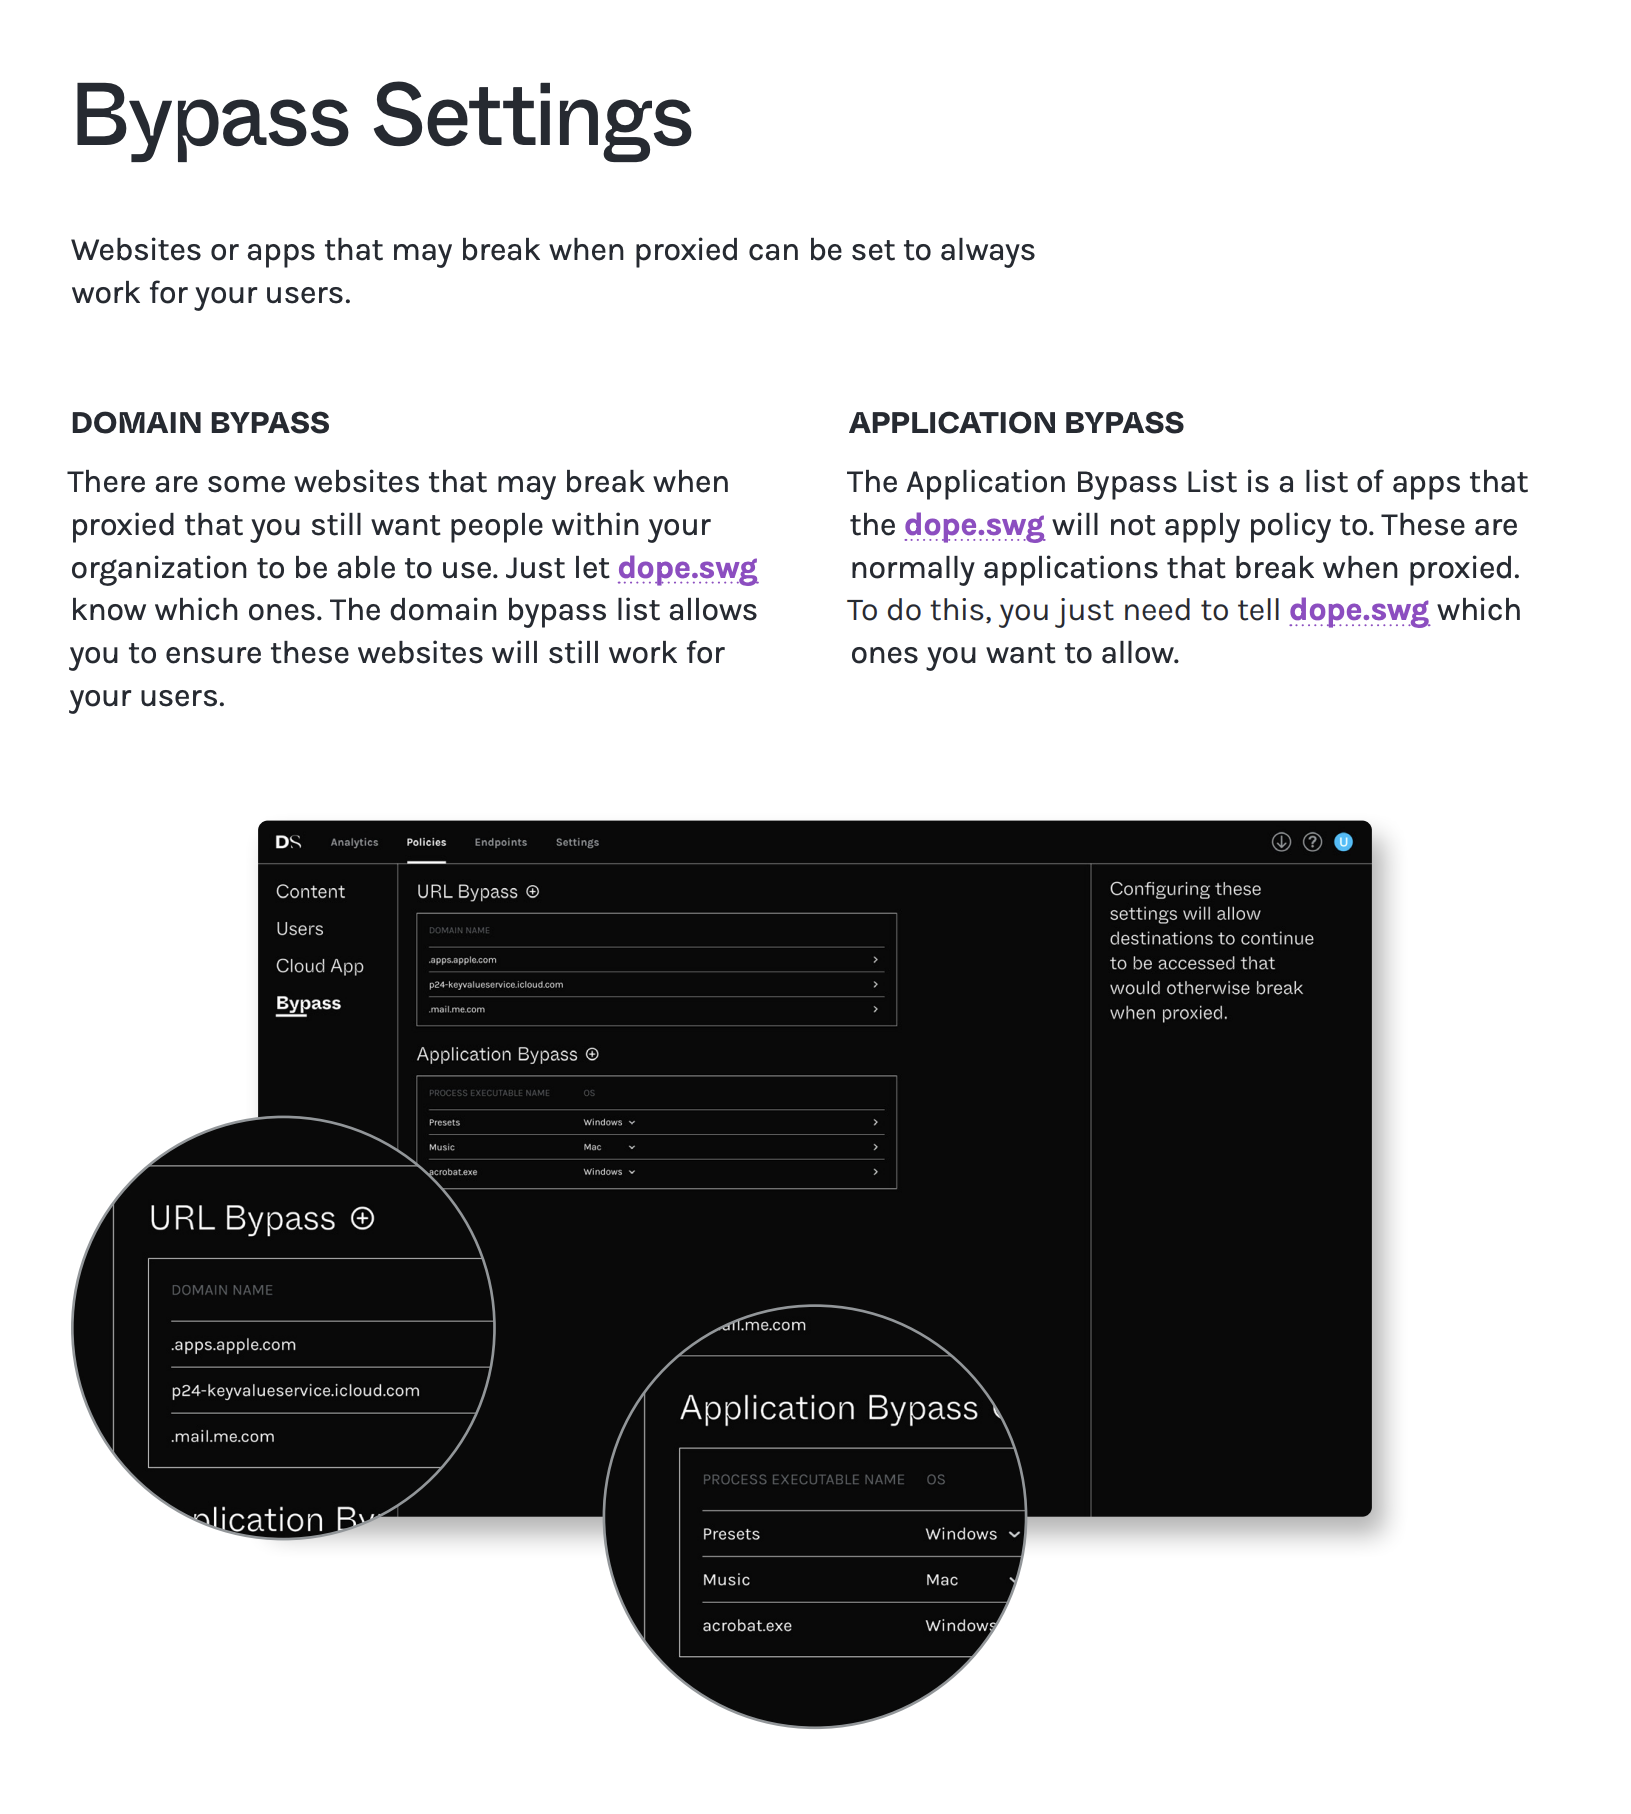 Bypass Settings
Websites or apps that may break when proxied can be set to always
work for your users.
DOMAIN BYPASS
There are some websites that may break when
proxied that you still want people within your
organization to be able to use. Just let dope.swg
know which ones. The domain bypass list allows
you to ensure these websites will still work for
your users.
APPLICATION BYPASS
The Application Bypass List is a list of apps that
the dope.swg will not apply policy to. These are
normally applications that break when proxied.
To do this, you just need to tell dope.swg which
ones you want to allow.
DS Analytics Policies Endpoints Settings U
Content
Users
Cloud App
Bypass
URL Bypass
DOMAIN NAME
.apps.apple.com
p24-keyvalueservice.icloud.com
.mail.me.com
Application Bypass
PROCESS EXECUTABLE NAME OS
Presets Windows
Music Mac
acrobat.exe Windows
Configuring these
settings will allow
destinations to continue
to be accessed that
would otherwise break
when proxied.
URL Bypass
DOMAIN NAME
.apps.apple.com
p24-keyvalueservice.icloud.com
.mail.me.com
plication By
ail.me.com
Application Bypass
PROCESS EXECUTABLE NAME OS
Presets Windows
Music Mac
acrobat.exe Windows